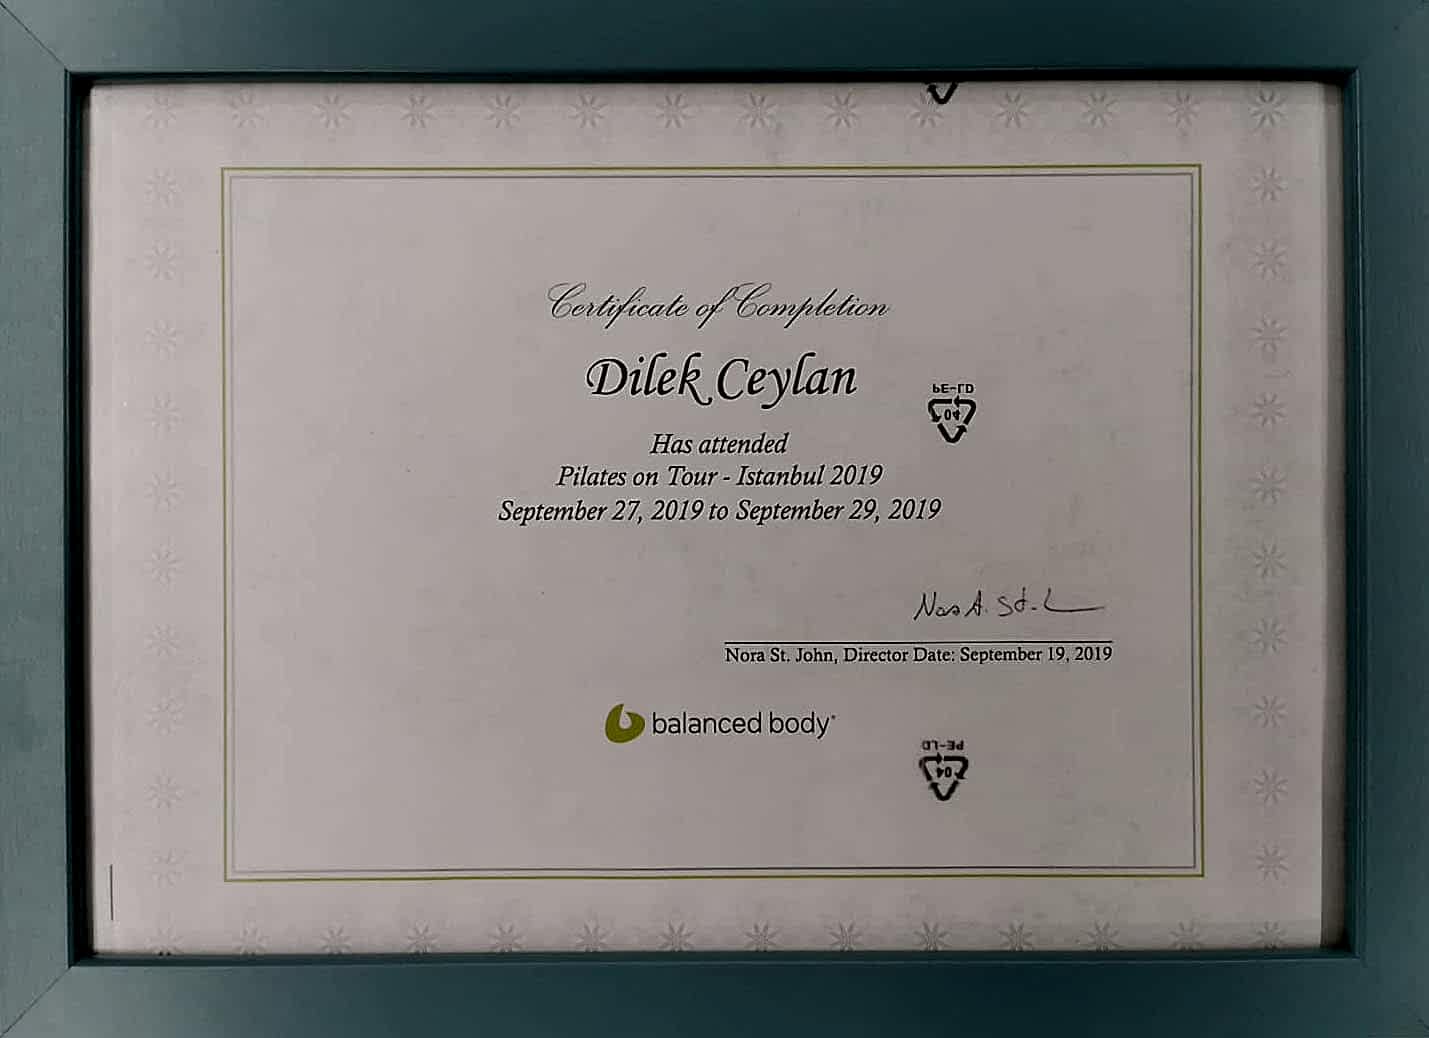 Certificate of Completion
Dilek Ceylan
PE-LD
04
Has attended
Pilates on Tour - Istanbul 2019
September 27, 2019 to September 29, 2019
Nora St. John, Director Date: September 19, 2019
balanced body
PE-LD
04